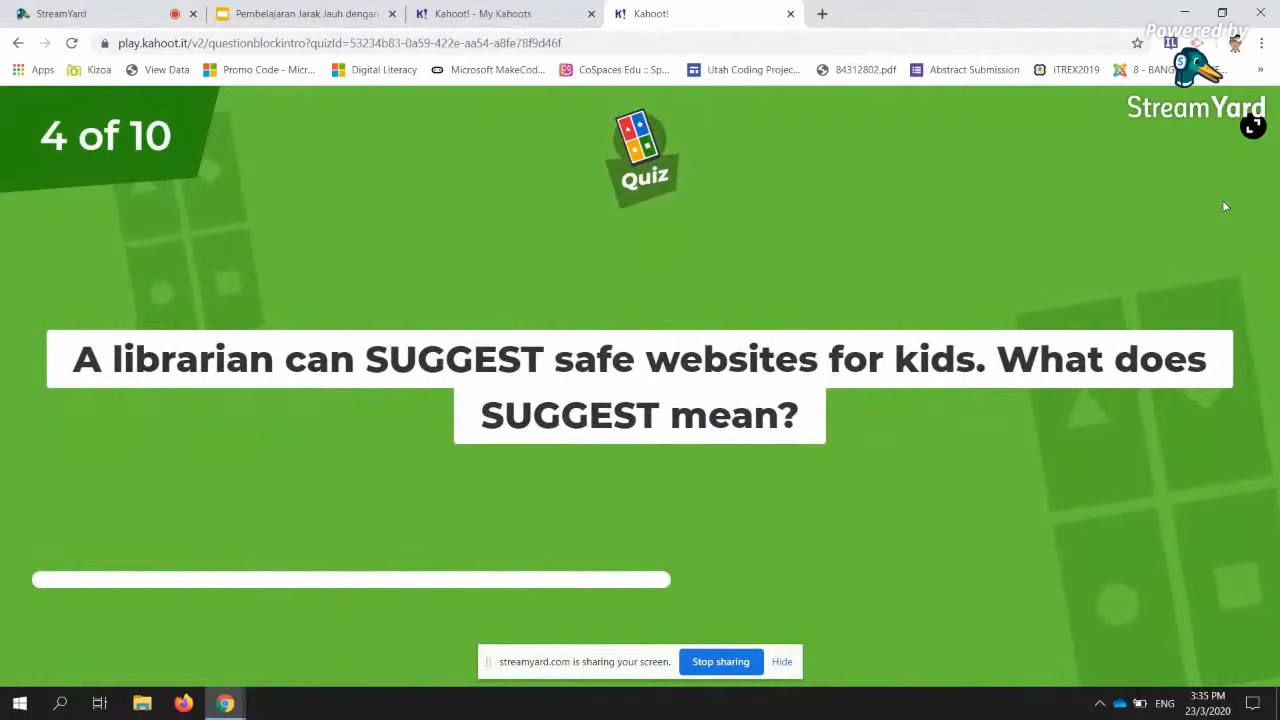 StreamYard
Pembelajaran Jarak Jauh dengan
Kahoot! - My Kahoots
Kahoot!
play.kahoot.it/v2/questionblockintro?quizId=53234b83-0a59-422e-aa54-a8fe78f9d46f
Powered by
Apps
Kizoa
View Data
Promo Code - Micr...
Digital Literacy
Microsoft MakeCod...
CoSpaces Edu :: Sp...
Utah Coding Projec...
84312802.pdf
Abstract Submission
iTREX2019
8 - BANG
StreamYard
4 of 10
Quiz
A librarian can SUGGEST safe websites for kids. What does
SUGGEST mean?
streamyard.com is sharing your screen.
Stop sharing
Hide
ENG
3:35 PM
23/3/2020